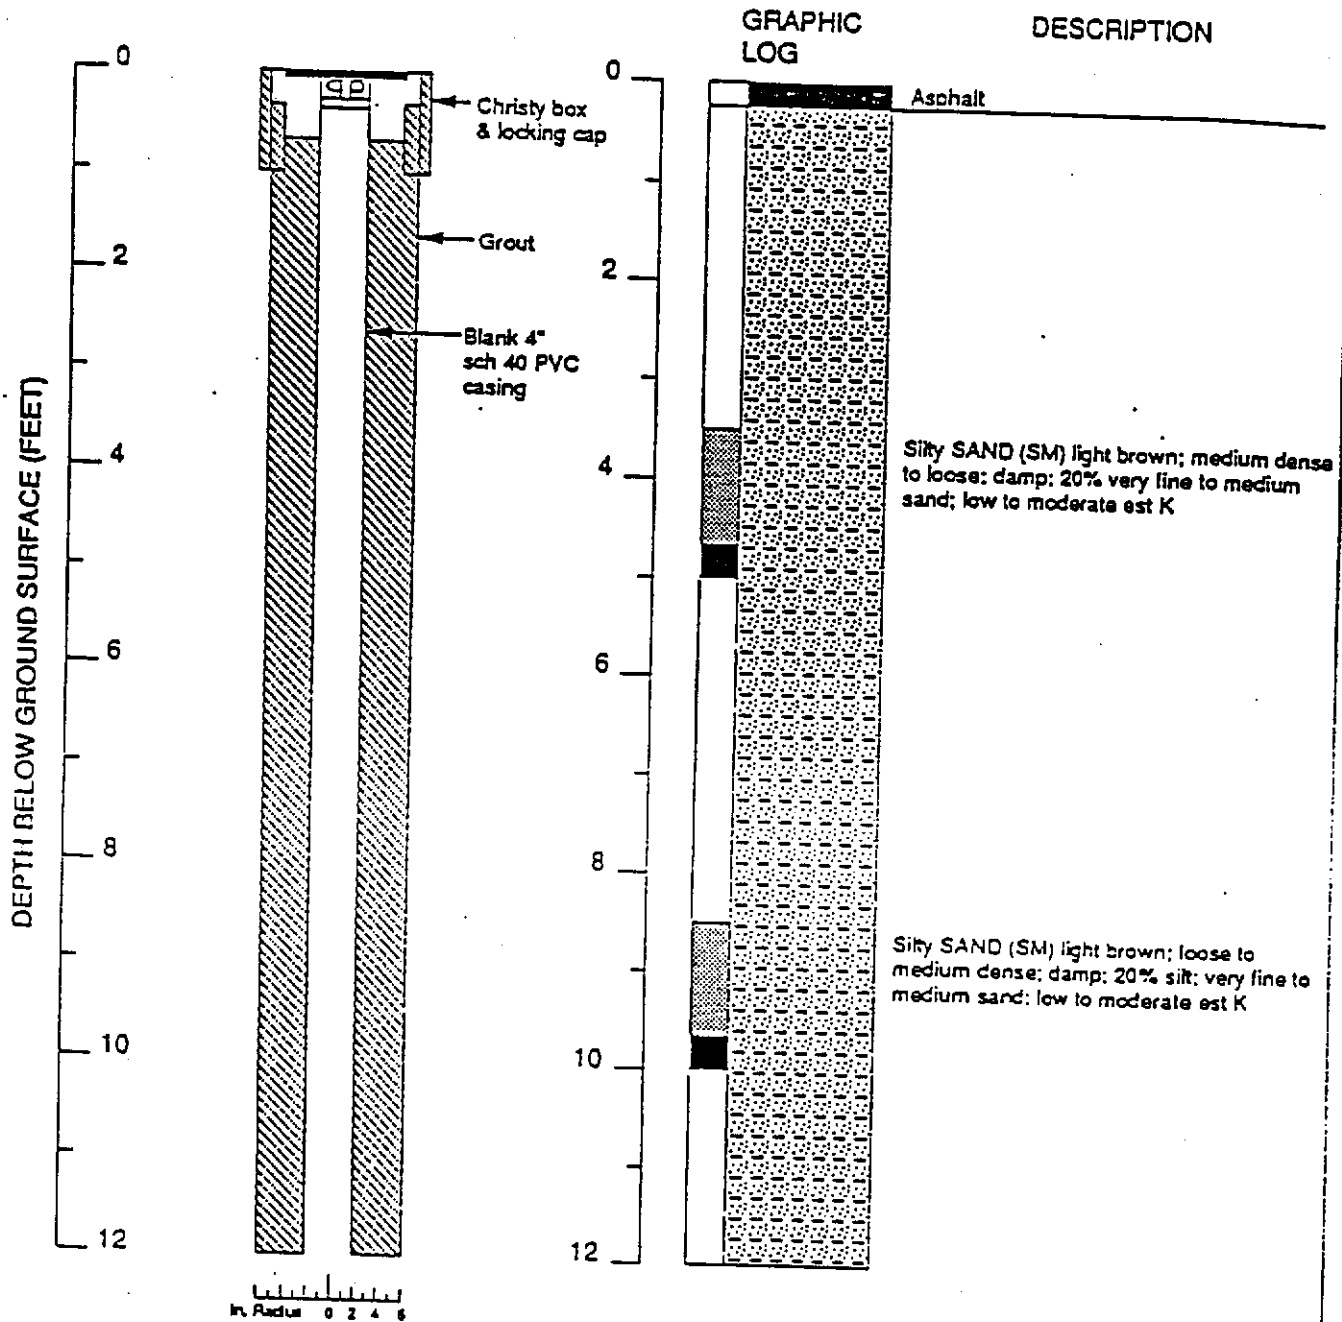 GRAPHIC
LOG
DESCRIPTION
0
2
4
6
8
10
12
DEPTH BELOW GROUND SURFACE (FEET)
Christy box
& locking cap
Grout
Blank 4"
sch 40 PVC
casing
In. Radius 0 2 4 6
0
2
4
6
8
10
12
Asphalt
Silty SAND (SM) light brown; medium dense
to loose; damp; 20% very fine to medium
sand; low to moderate est K
Silty SAND (SM) light brown; loose to
medium dense; damp; 20% silt; very fine to
medium sand; low to moderate est K